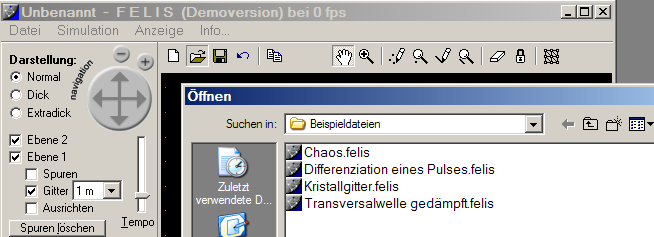 Unbenannt - F E L I S (Demoversion) bei 0 fps
Datei Simulation Anzeige Info...
Darstellung:
Normal
Dick
Extradick
navigation
Ebene 2
Ebene 1
Spuren
Gitter 1 m
Ausrichten
Spuren löschen
Tempo
Öffnen
Suchen in: Beispieldateien
Zuletzt
verwendete D...
Chaos.felis
Differenziation eines Pulses.felis
Kristallgitter.felis
Transversalwelle gedämpft.felis